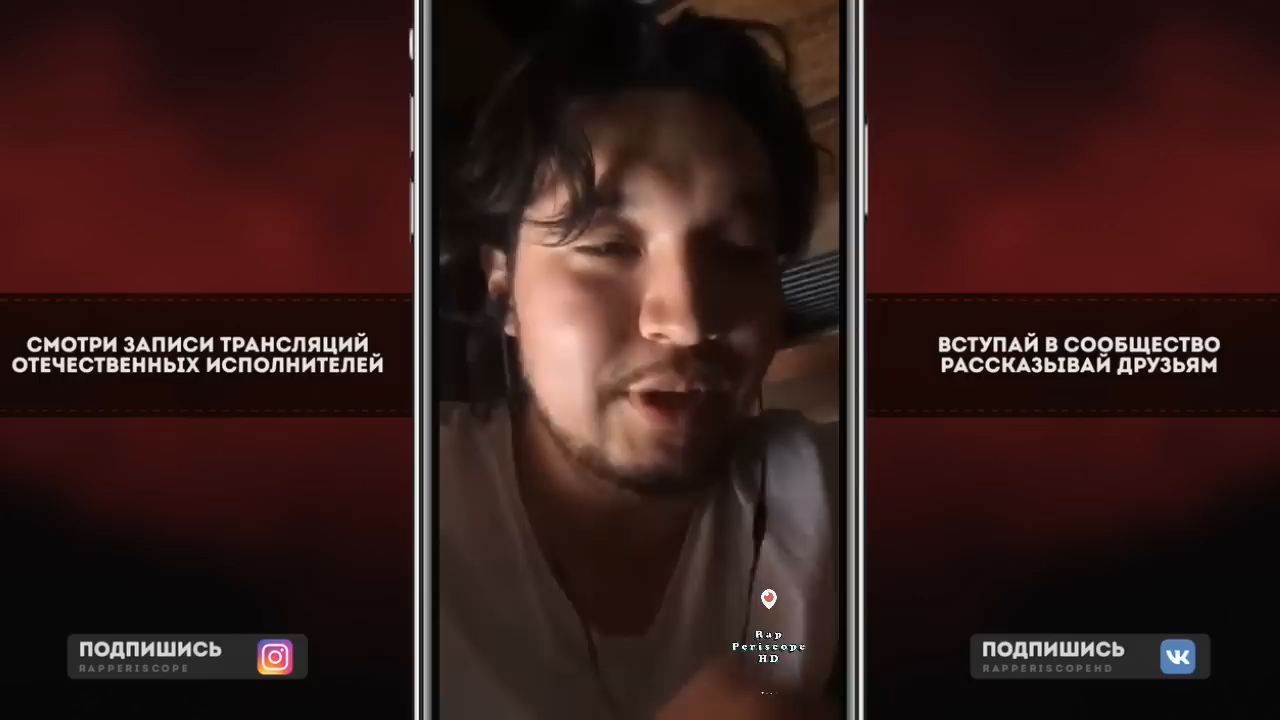 СМОТРИ ЗАПИСИ ТРАНСЛЯЦИЙ
ОТЕЧЕСТВЕННЫХ ИСПОЛНИТЕЛЕЙ
ВСТУПАЙ В СООБЩЕСТВО
РАССКАЗЫВАЙ ДРУЗЬЯМ
Rap
Periscope
HD
ПОДПИШИСЬ
RAPPERISCOPE
ПОДПИШИСЬ
RAPPERISCOPEHD